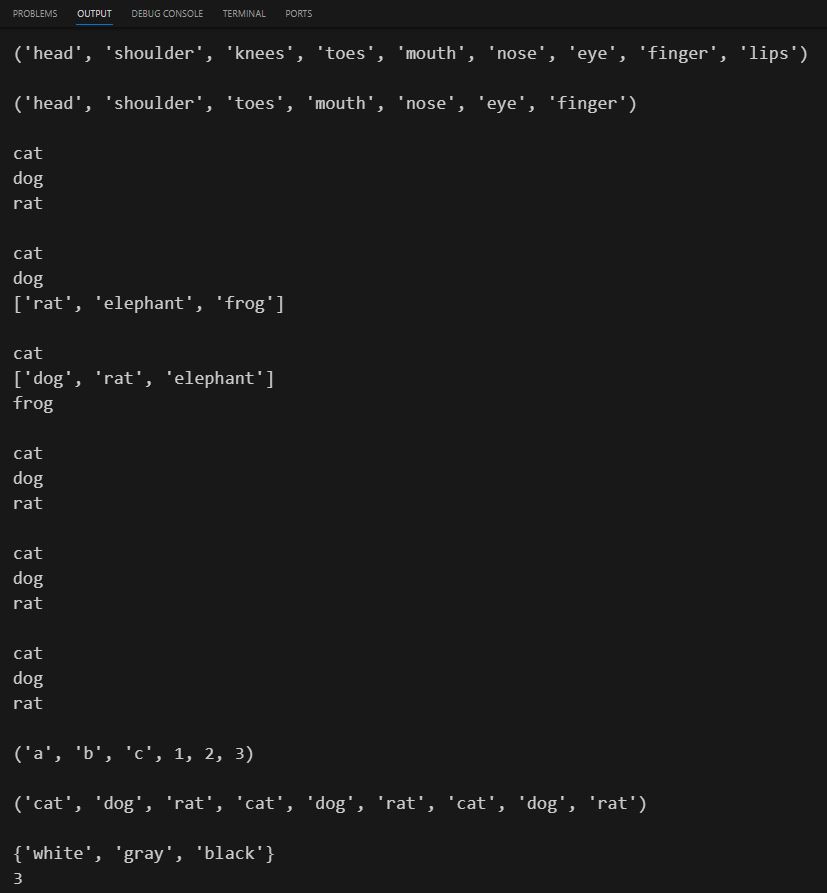 PROBLEMS OUTPUT DEBUG CONSOLE TERMINAL PORTS
('head', 'shoulder', 'knees', 'toes', 'mouth', 'nose', 'eye', 'finger', 'lips')
('head', 'shoulder', 'toes', 'mouth', 'nose', 'eye', 'finger')
cat
dog
rat
cat
dog
['rat', 'elephant', 'frog']
cat
['dog', 'rat', 'elephant']
frog
cat
dog
rat
cat
dog
rat
cat
dog
rat
('a', 'b', 'c', 1, 2, 3)
('cat', 'dog', 'rat', 'cat', 'dog', 'rat', 'cat', 'dog', 'rat')
{'white', 'gray', 'black'}
3